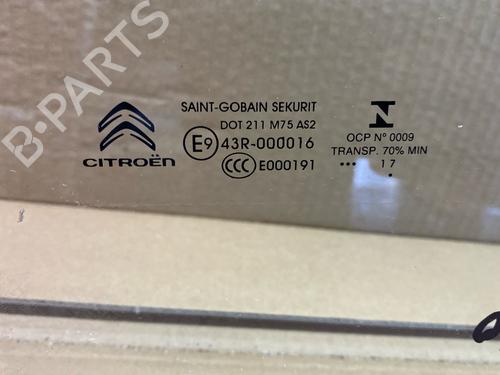 B-PARTS
SAINT-GOBAIN SEKURIT
DOT 211 M75 AS2
E9 43R-000016
CCC E000191
CITROËN
N
OCP Nº 0009
TRANSP. 70% MIN
••• 17
•